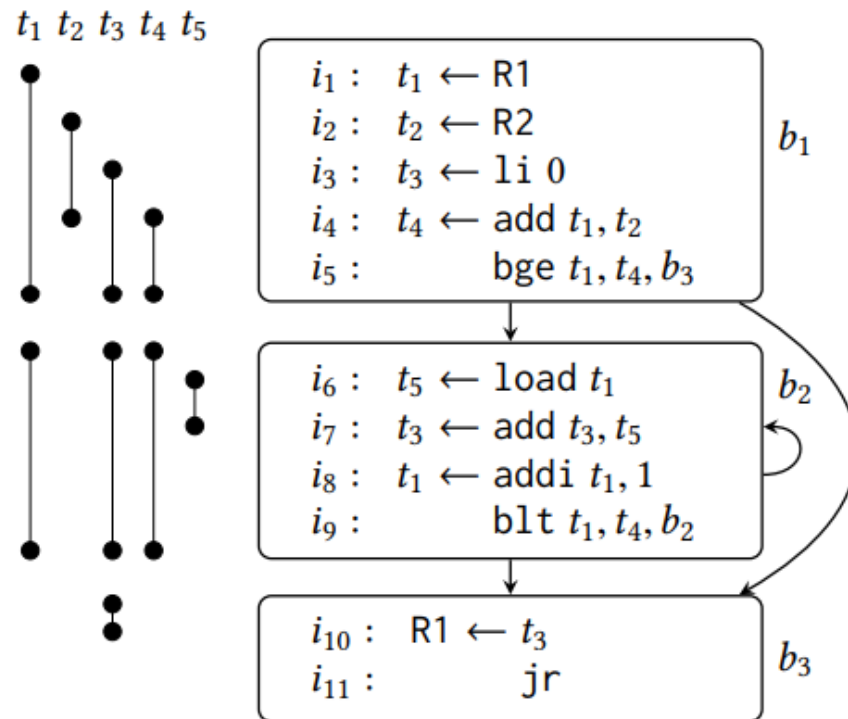 t₁ t₂ t₃ t₄ t₅
i₁ : t₁ ← R1
i₂ : t₂ ← R2
i₃ : t₃ ← li 0
i₄ : t₄ ← add t₁, t₂
i₅ : bge t₁, t₄, b₃
b₁
i₆ : t₅ ← load t₁
i₇ : t₃ ← add t₃, t₅
i₈ : t₁ ← addi t₁, 1
i₉ : blt t₁, t₄, b₂
b₂
i₁₀ : R1 ← t₃
i₁₁ : jr
b₃